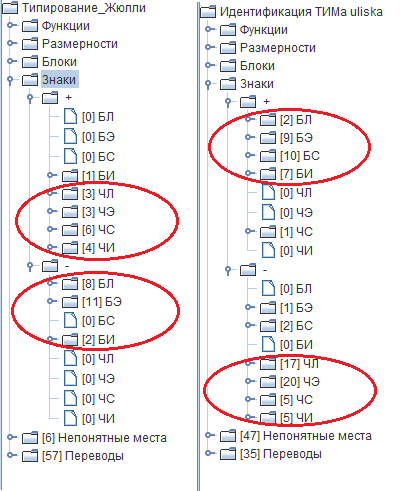 Типирование_Жюлли
Функции
Размерности
Блоки
Знаки
+
[0] БЛ
[0] БЭ
[0] БС
[1] БИ
[3] ЧЛ
[3] ЧЭ
[6] ЧС
[4] ЧИ
-
[8] БЛ
[11] БЭ
[0] БС
[2] БИ
[0] ЧЛ
[0] ЧЭ
[0] ЧС
[0] ЧИ
[6] Непонятные места
[57] Переводы
Идентификация ТИМа uliska
Функции
Размерности
Блоки
Знаки
+
[2] БЛ
[9] БЭ
[10] БС
[7] БИ
[0] ЧЛ
[0] ЧЭ
[1] ЧС
[0] ЧИ
-
[0] БЛ
[1] БЭ
[2] БС
[0] БИ
[17] ЧЛ
[20] ЧЭ
[5] ЧС
[5] ЧИ
[47] Непонятные места
[35] Переводы